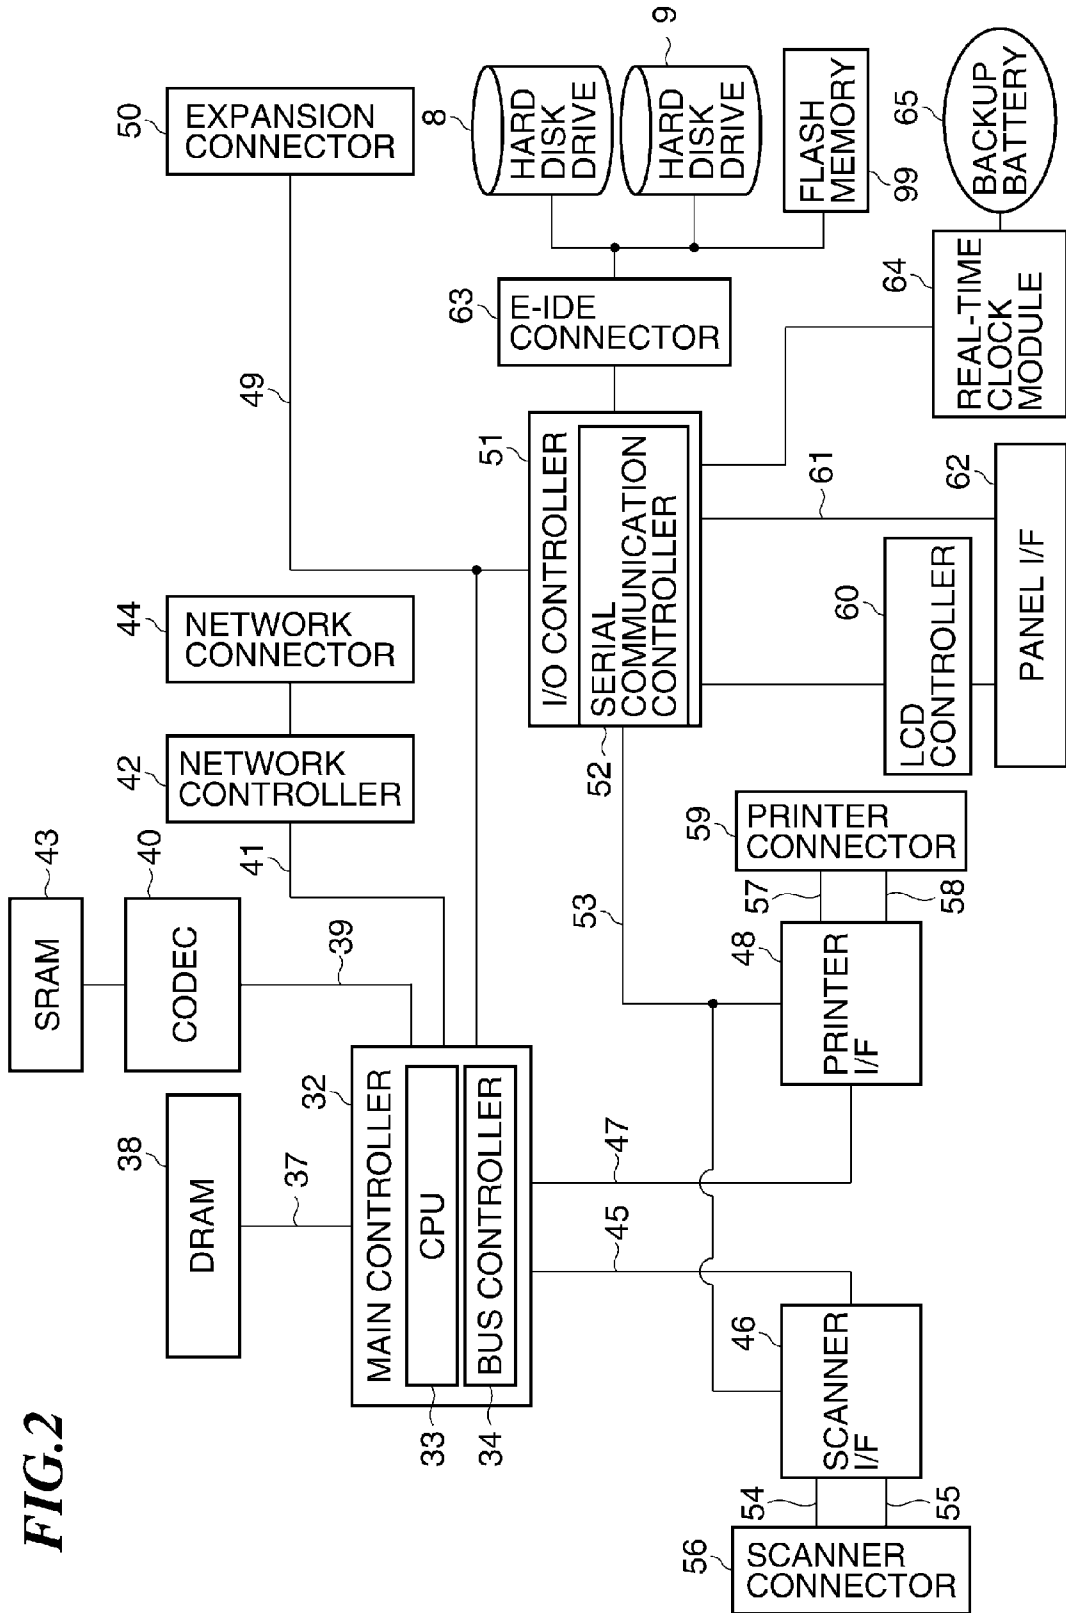 FIG.2
43
SRAM
40
CODEC
39
38
DRAM
37
32
MAIN CONTROLLER
CPU
33
BUS CONTROLLER
34
41
42
NETWORK
CONTROLLER
44
NETWORK
CONNECTOR
49
50
EXPANSION
CONNECTOR
51
I/O CONTROLLER
SERIAL
COMMUNICATION
CONTROLLER
52
53
63
E-IDE
CONNECTOR
8
HARD
DISK
DRIVE
9
HARD
DISK
DRIVE
FLASH
MEMORY
99
65
BACKUP
BATTERY
64
REAL-TIME
CLOCK
MODULE
61
62
PANEL I/F
60
LCD
CONTROLLER
59
PRINTER
CONNECTOR
57
58
48
PRINTER
I/F
47
45
46
SCANNER
I/F
54
55
56
SCANNER
CONNECTOR